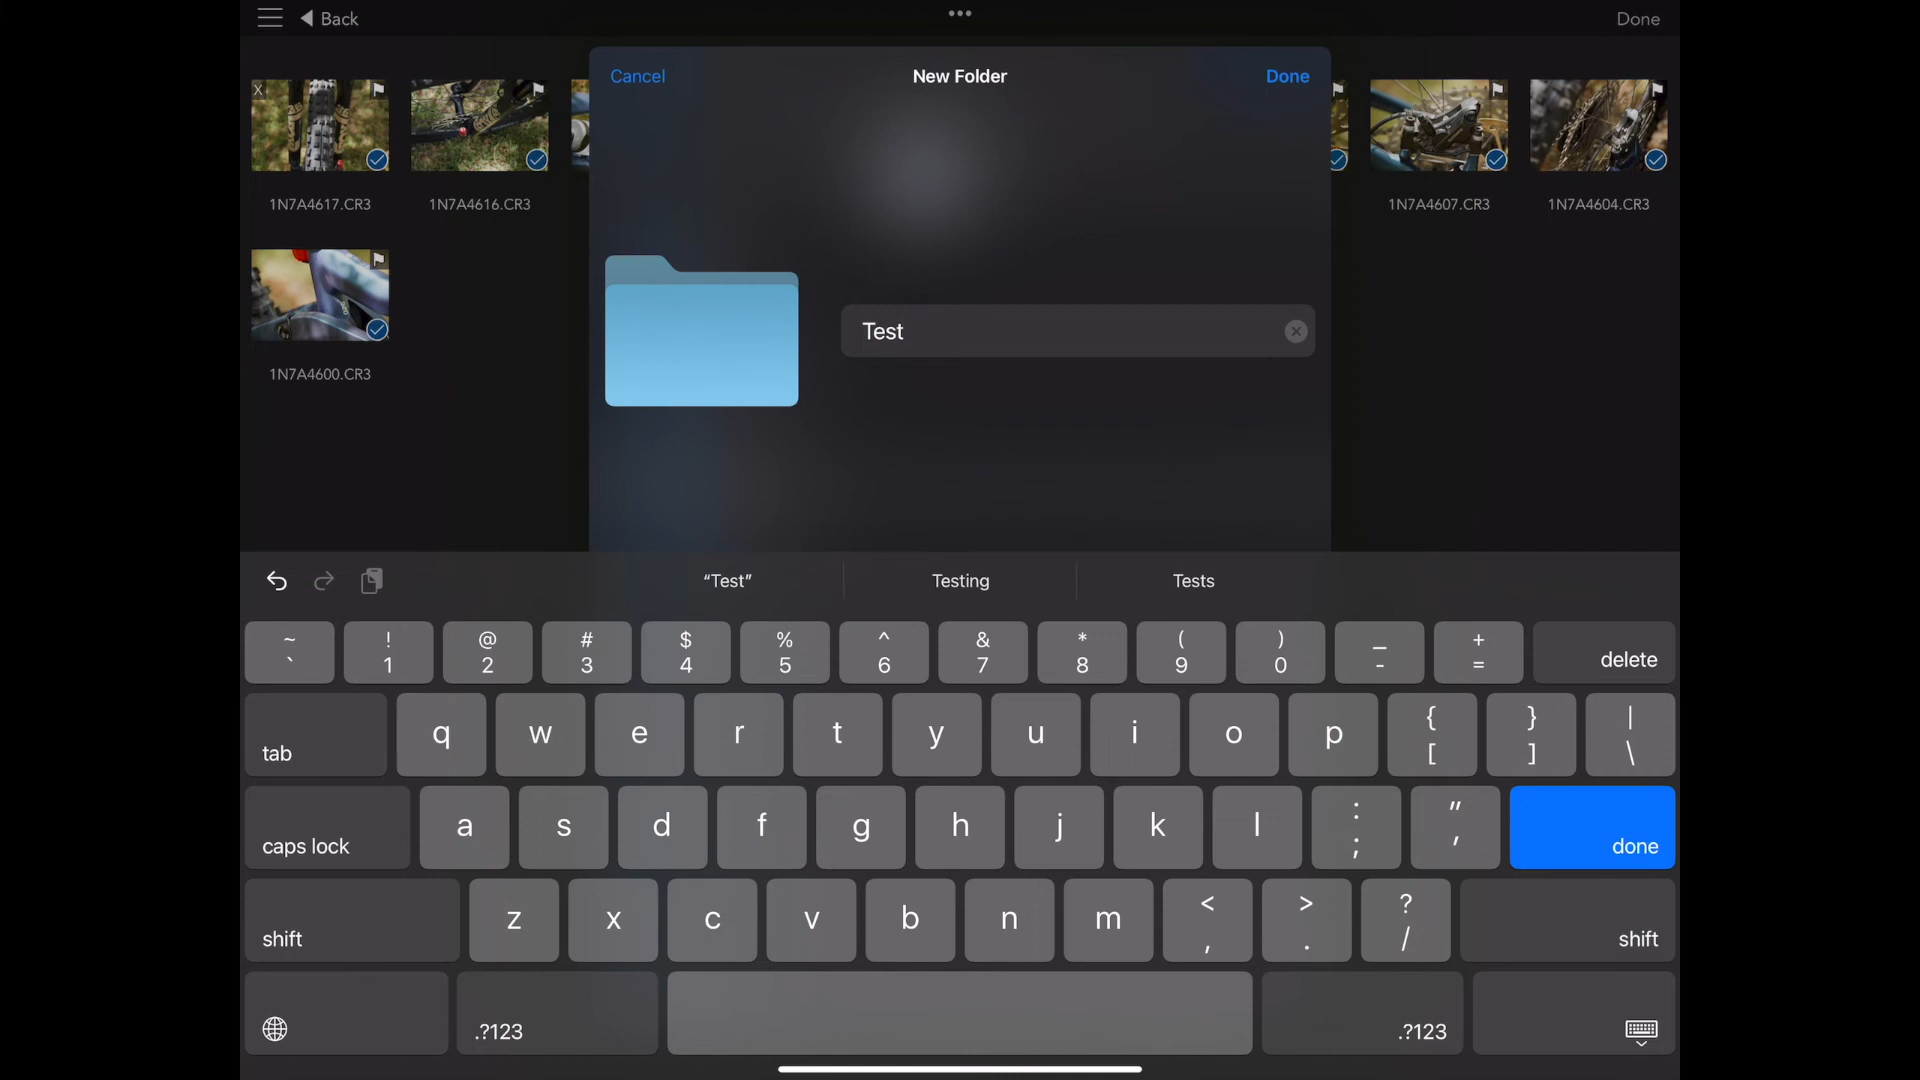 Back
Done
Cancel
New Folder
Done
X
1N7A4617.CR3
1N7A4616.CR3
1N7A4607.CR3
1N7A4604.CR3
1N7A4600.CR3
Test
“Test”
Testing
Tests
~ ! @ # $ % ^ & * ( ) _ +
` 1 2 3 4 5 6 7 8 9 0 - = delete
tab q w e r t y u i o p { [ } ] | \
caps lock a s d f g h j k l : ; " ' done
shift z x c v b n m < , > . ? / shift
.?123 .?123